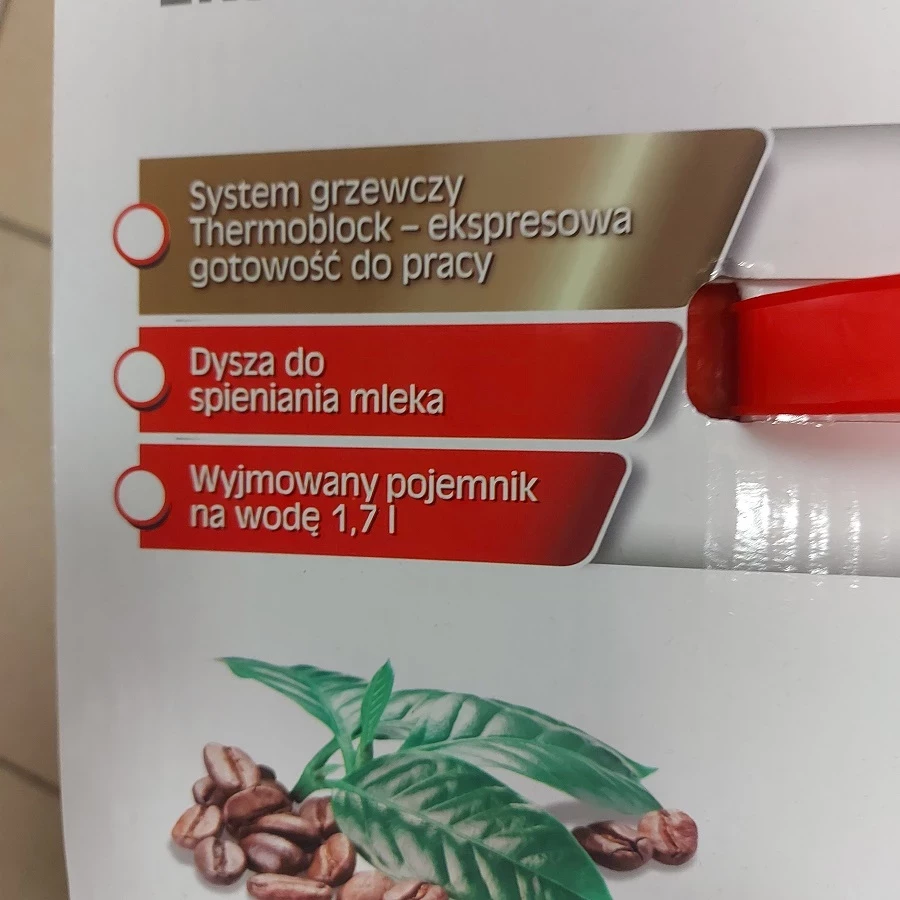 System grzewczy
Thermoblock – ekspresowa
gotowość do pracy
Dysza do
spieniania mleka
Wyjmowany pojemnik
na wodę 1,7 l